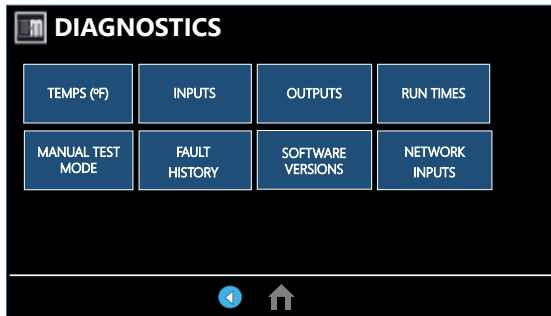 DIAGNOSTICS
TEMPS (ºF)
INPUTS
OUTPUTS
RUN TIMES
MANUAL TEST
MODE
FAULT
HISTORY
SOFTWARE
VERSIONS
NETWORK
INPUTS